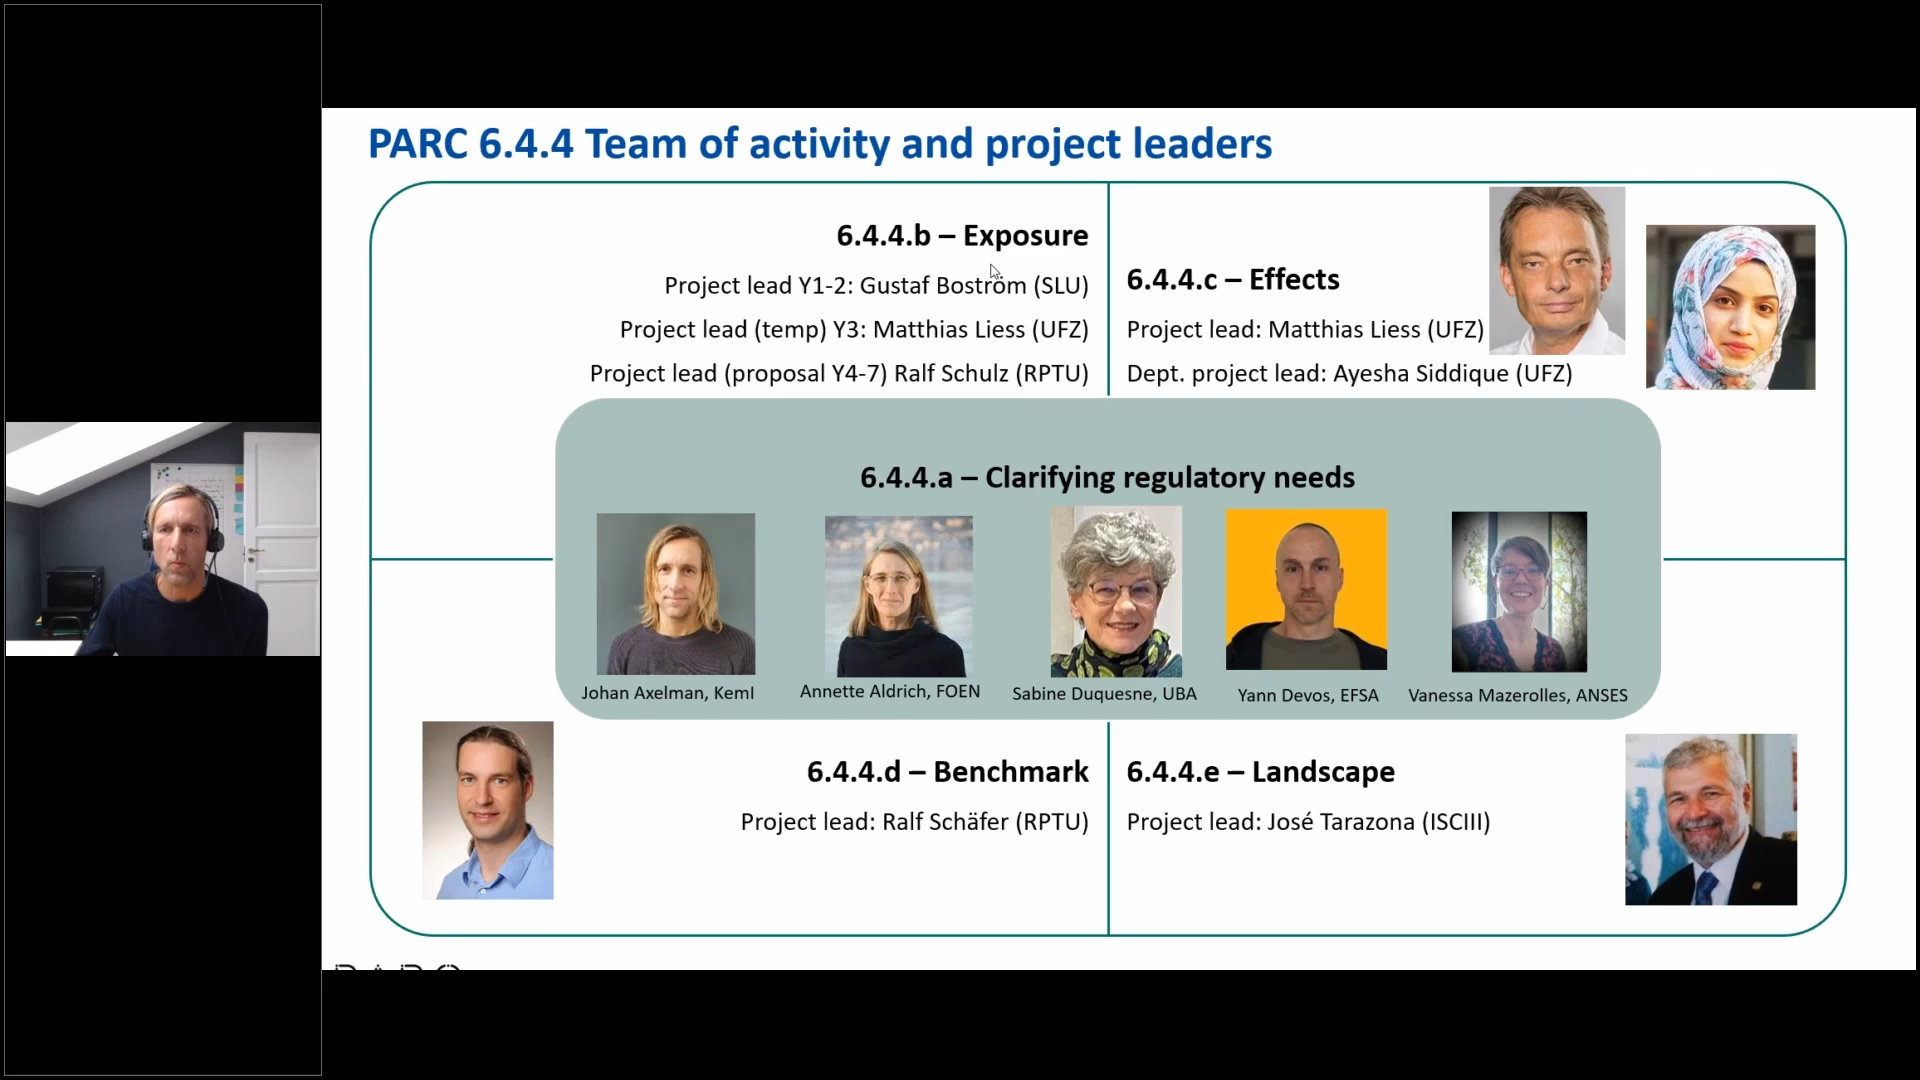 PARC 6.4.4 Team of activity and project leaders
6.4.4.b – Exposure
Project lead Y1-2: Gustaf Boström (SLU)
Project lead (temp) Y3: Matthias Liess (UFZ)
Project lead (proposal Y4-7) Ralf Schulz (RPTU)
6.4.4.c – Effects
Project lead: Matthias Liess (UFZ)
Dept. project lead: Ayesha Siddique (UFZ)
6.4.4.a – Clarifying regulatory needs
Johan Axelman, KemI
Annette Aldrich, FOEN
Sabine Duquesne, UBA
Yann Devos, EFSA
Vanessa Mazerolles, ANSES
6.4.4.d – Benchmark
Project lead: Ralf Schäfer (RPTU)
6.4.4.e – Landscape
Project lead: José Tarazona (ISCIII)